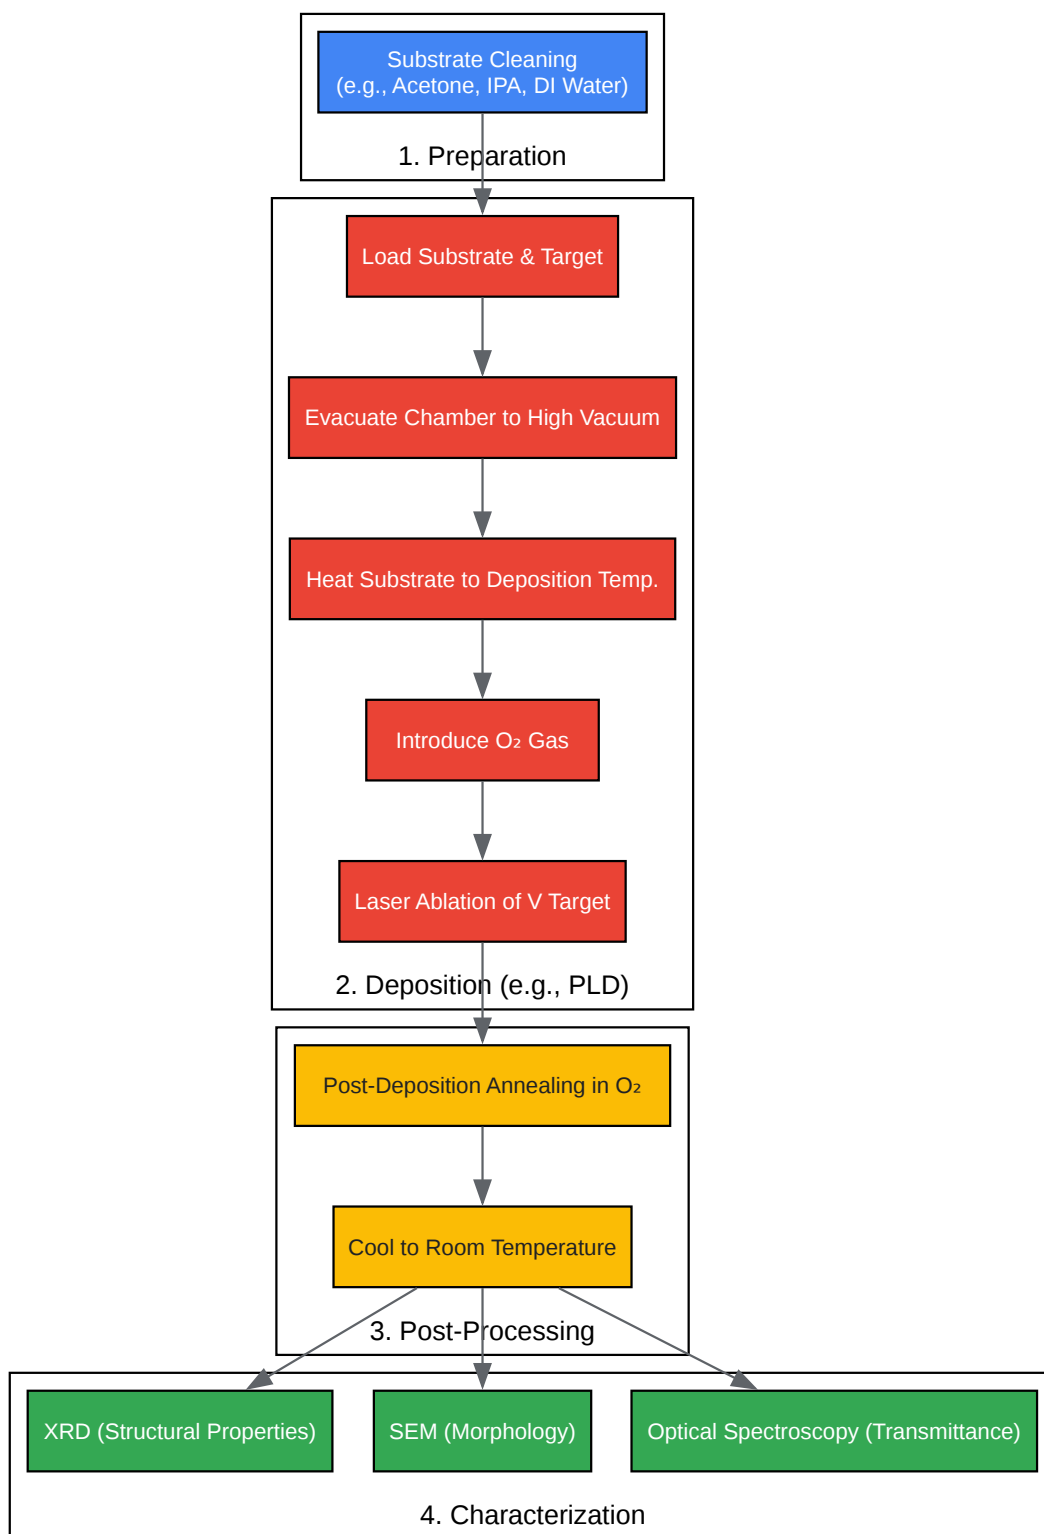 Substrate Cleaning
(e.g., Acetone, IPA, DI Water)
1. Preparation
Load Substrate & Target
Evacuate Chamber to High Vacuum
Heat Substrate to Deposition Temp.
Introduce O₂ Gas
Laser Ablation of V Target
2. Deposition (e.g., PLD)
Post-Deposition Annealing in O₂
Cool to Room Temperature
3. Post-Processing
XRD (Structural Properties)
SEM (Morphology)
Optical Spectroscopy (Transmittance)
4. Characterization